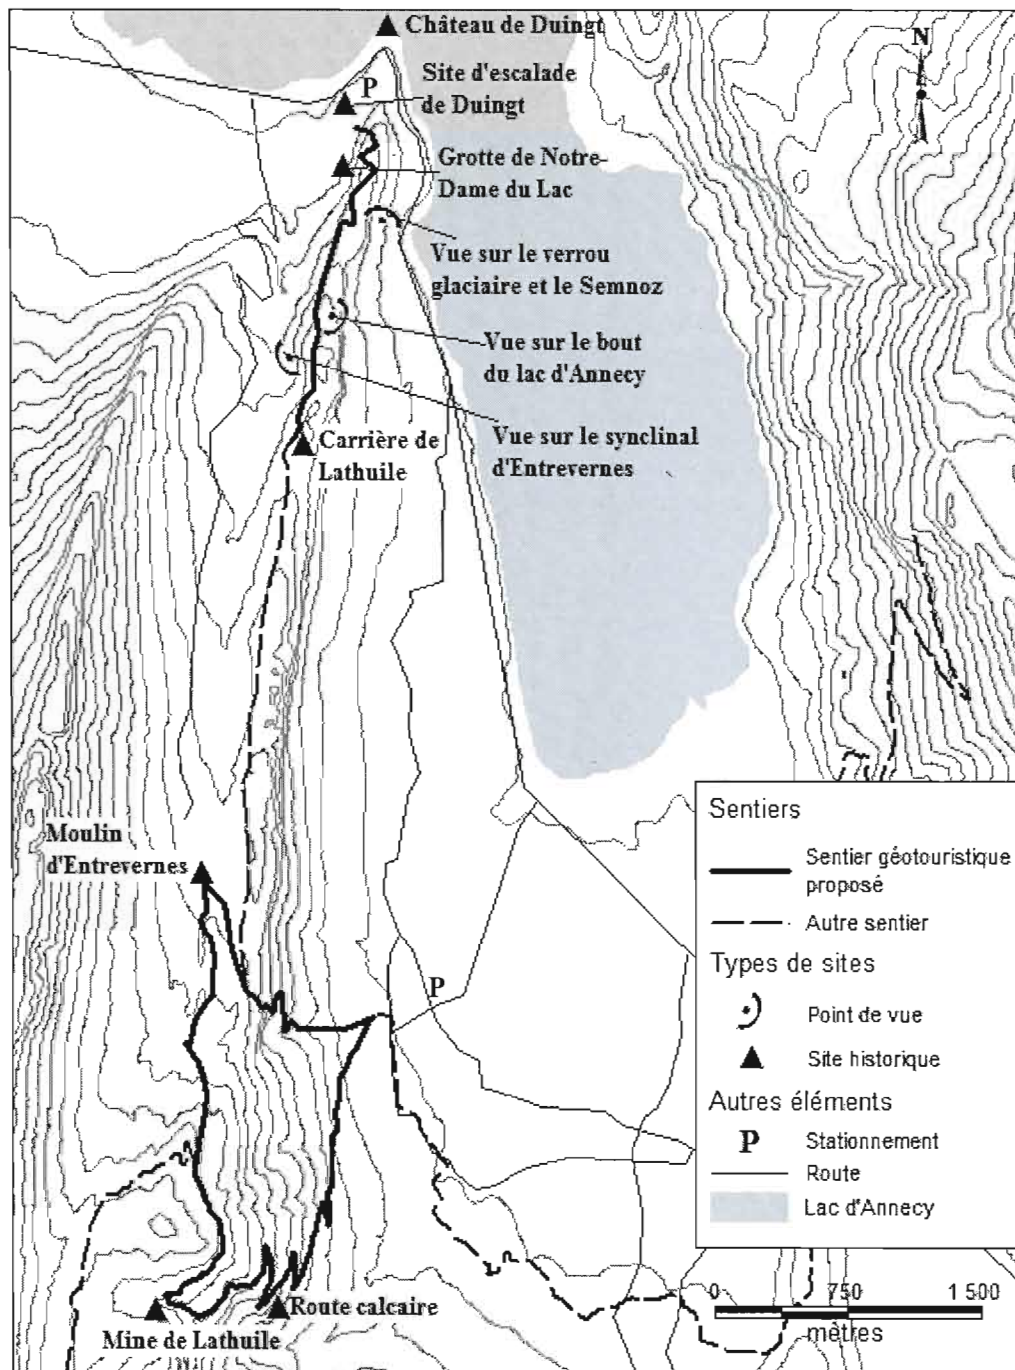 Château de Duingt
N
Site d'escalade
de Duingt
P
Grotte de Notre-
Dame du Lac
Vue sur le verrou
glaciaire et le Semnoz
Vue sur le bout
du lac d'Annecy
Vue sur le synclinal
d'Entrevernes
Carrière de
Lathuile
Moulin
d'Entrevernes
P
Route calcaire
Mine de Lathuile
Sentiers
Sentier géotouristique
proposé
Autre sentier
Types de sites
Point de vue
Site historique
Autres éléments
P Stationnement
Route
Lac d'Annecy
0 750 1 500
mètres